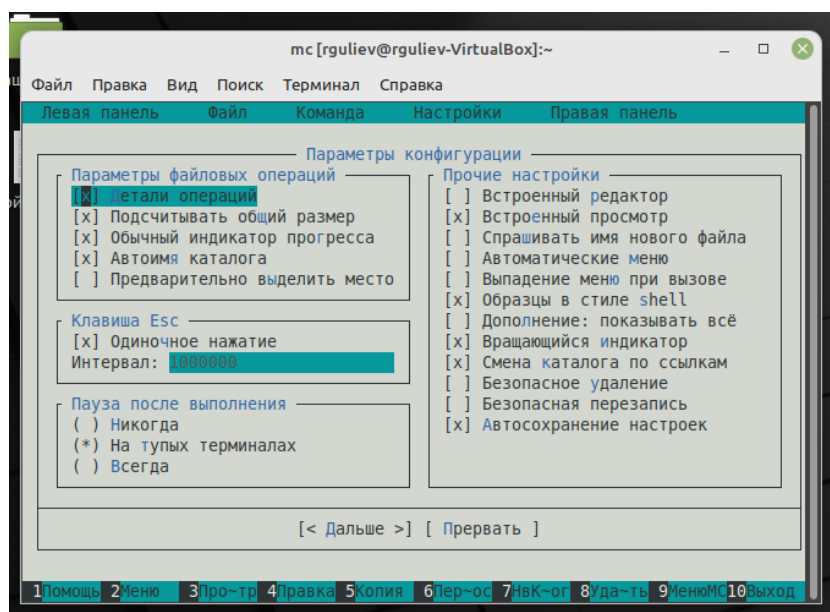 mc [rguliev@rguliev-VirtualBox]:~
Файл Правка Вид Поиск Терминал Справка
Левая панель Файл Команда Настройки Правая панель
Параметры конфигурации
Параметры файловых операций
[x] Детали операций
[x] Подсчитывать общий размер
[x] Обычный индикатор прогресса
[x] Автоимя каталога
[ ] Предварительно выделить место
Клавиша Esc
[x] Одиночное нажатие
Интервал: 1000000
Пауза после выполнения
( ) Никогда
(*) На тупых терминалах
( ) Всегда
Прочие настройки
[ ] Встроенный редактор
[x] Встроенный просмотр
[ ] Спрашивать имя нового файла
[ ] Автоматические меню
[ ] Выпадение меню при вызове
[x] Образцы в стиле shell
[ ] Дополнение: показывать всё
[x] Вращающийся индикатор
[x] Смена каталога по ссылкам
[ ] Безопасное удаление
[ ] Безопасная перезапись
[x] Автосохранение настроек
[< Дальше >] [ Прервать ]
1Помощь 2Меню 3Про~тр 4Правка 5Копия 6Пер~ос 7НвК~ог 8Уда~ть 9МенюMC 10Выход